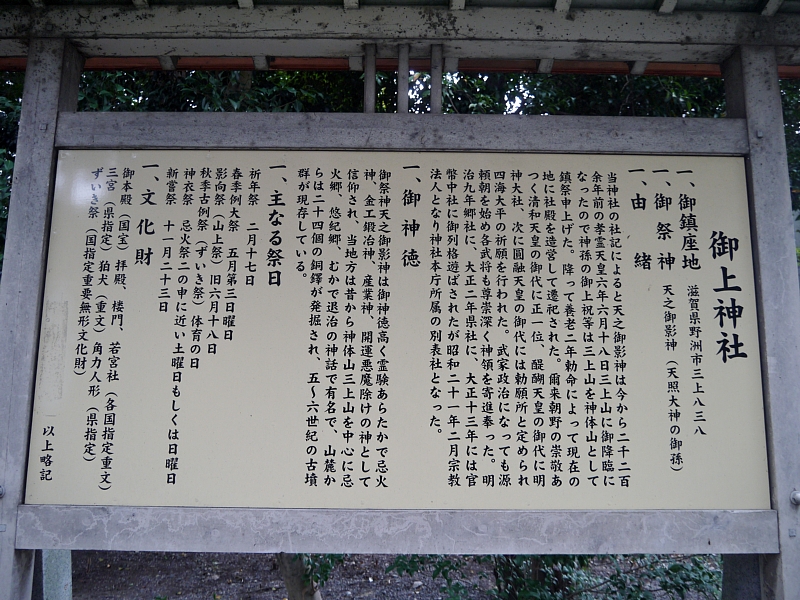 御上神社
一、御鎮座地　滋賀県野洲市三上八三八
一、御祭神　天之御影神（天照大神の御孫）
一、由緒
当神社の社記によると天之御影神は今から二千二百
余年前の孝霊天皇六年六月十八日三上山に御降臨に
なったので神孫の御上祝等は三上山を神体山として
鎮祭申上げた。降って養老二年勅命によって現在の
地に社殿を造営して遷祀された。爾来朝野の崇敬あ
つく清和天皇の御代に正一位、醍醐天皇の御代に明
神大社、次に圓融天皇の御代には勅願所と定められ
四海大平の祈願を行われた。武家政治になっても源
頼朝を始め各武将も尊崇深く神領を寄進奉った。明
治九年郷社に、大正二年県社に、大正十三年には官
幣中社に御列格遊ばされたが昭和二十一年二月宗教
法人となり神社本庁所属の別表社となった。
一、御神徳
御祭神天之御影神は御神徳高く霊験あらたかで忌火
神、金工鍛冶神、産業神、開運悪魔除けの神として
信仰され、当地方は昔から神体山三上山を中心に忌
火郷、悠紀郷、むかで退治の神話で有名で、山麓か
らは二十四個の銅鐸が発掘され、五～六世紀の古墳
群が現存している。
一、主なる祭日
祈年祭　二月十七日
春季例大祭　五月第三日曜日
影向祭（山上祭）旧六月十八日
秋季古例祭（ずいき祭）体育の日
神衣祭　忌火祭二の申に近い土曜日もしくは日曜日
新嘗祭　十一月二十三日
一、文化財
御本殿（国宝）拝殿、楼門、若宮社（各国指定重文）
三宮（県指定）狛犬（重文）角力人形（県指定）
ずいき祭（国指定重要無形文化財）
以上略記